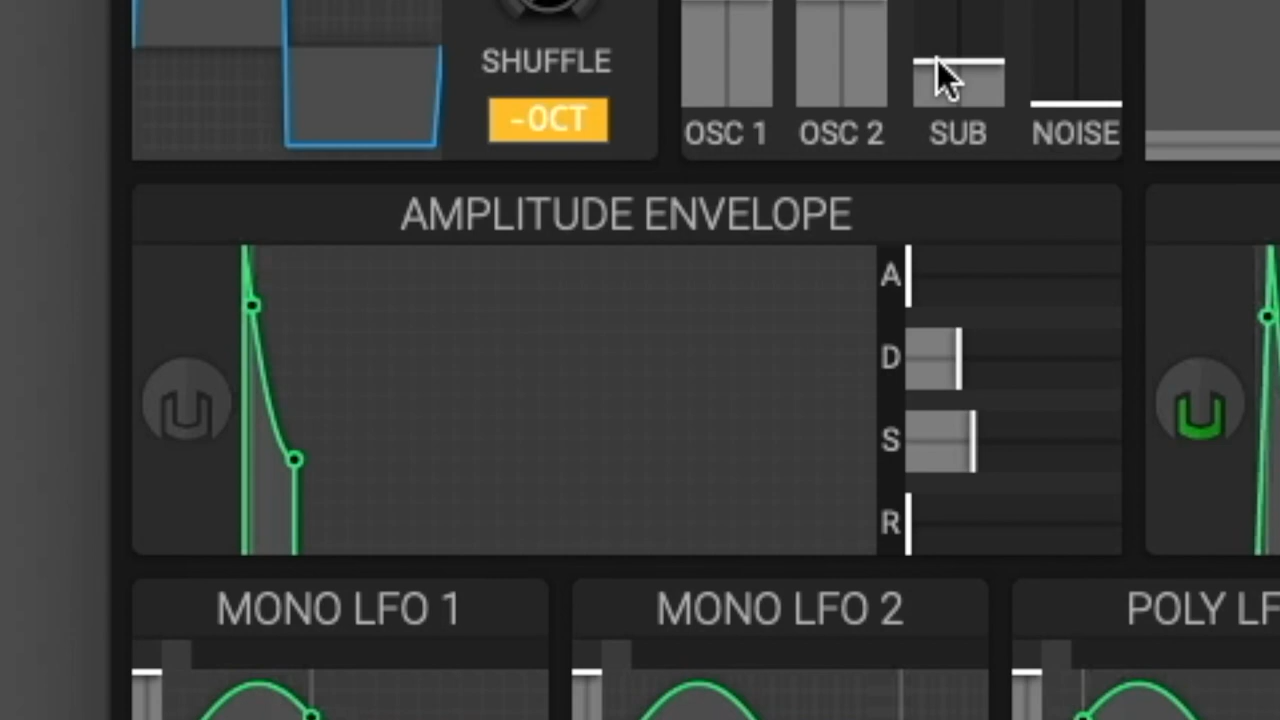 SHUFFLE
-OCT
OSC 1
OSC 2
SUB
NOISE
AMPLITUDE ENVELOPE
A
D
S
R
MONO LFO 1
MONO LFO 2
POLY LF